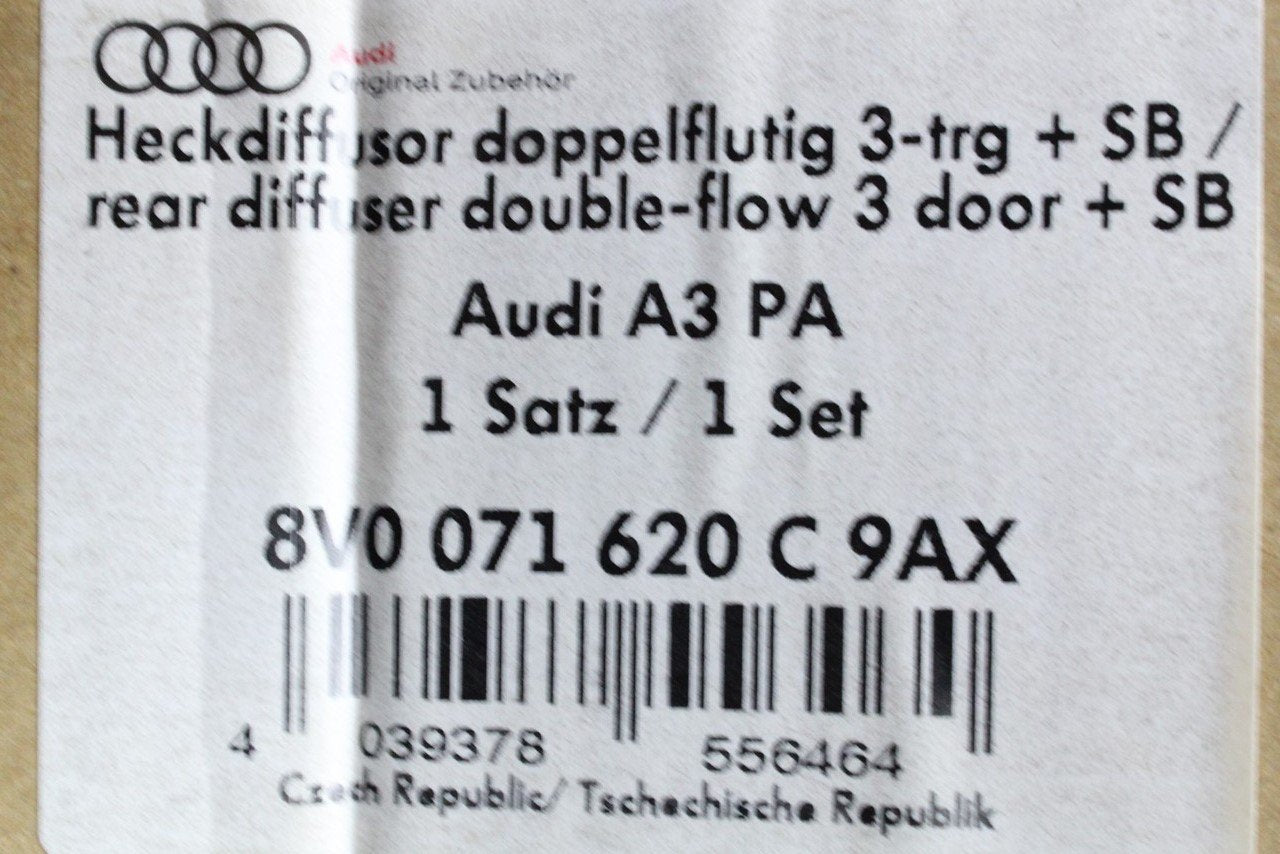 Audi
Original Zubehör
Heckdiffusor doppelflutig 3-trg + SB /
rear diffuser double-flow 3 door + SB
Audi A3 PA
1 Satz / 1 Set
8V0 071 620 C 9AX
4 039378 556464
Czech Republic/ Tschechische Republik